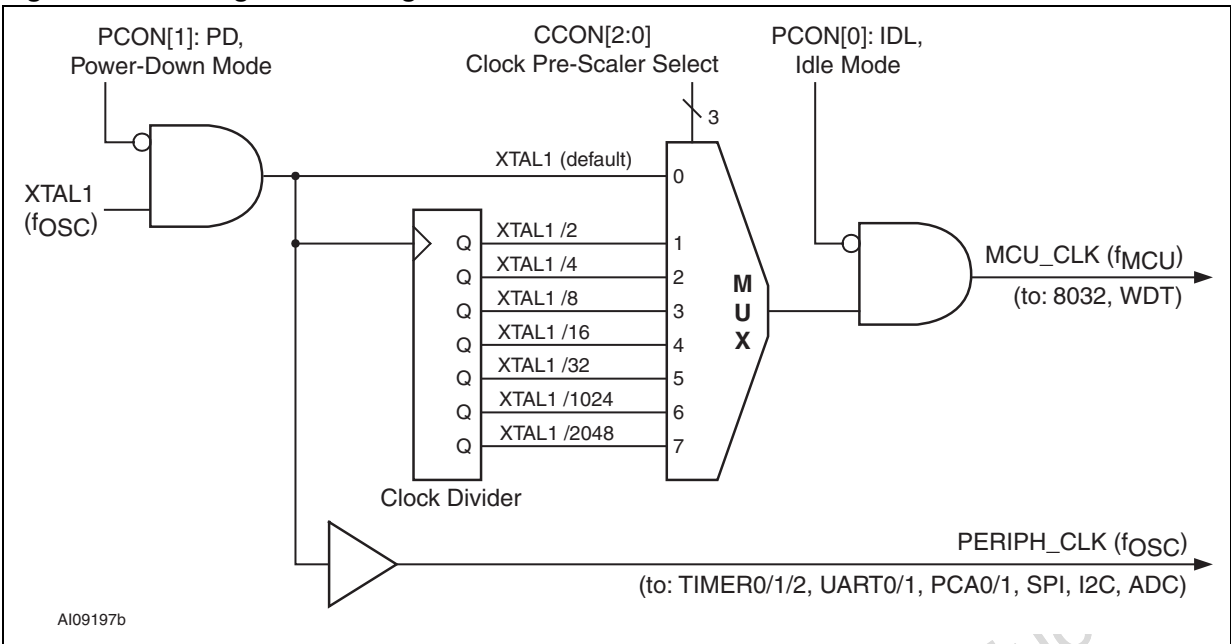 PCON[1]: PD,
Power-Down Mode
CCON[2:0]
Clock Pre-Scaler Select
PCON[0]: IDL,
Idle Mode
3
XTAL1
(fOSC)
XTAL1 (default)
0
Q
XTAL1 /2
1
Q
XTAL1 /4
2
Q
XTAL1 /8
3
Q
XTAL1 /16
4
Q
XTAL1 /32
5
Q
XTAL1 /1024
6
Q
XTAL1 /2048
7
M
U
X
MCU_CLK (fMCU)
(to: 8032, WDT)
Clock Divider
PERIPH_CLK (fOSC)
(to: TIMER0/1/2, UART0/1, PCA0/1, SPI, I2C, ADC)
AI09197b